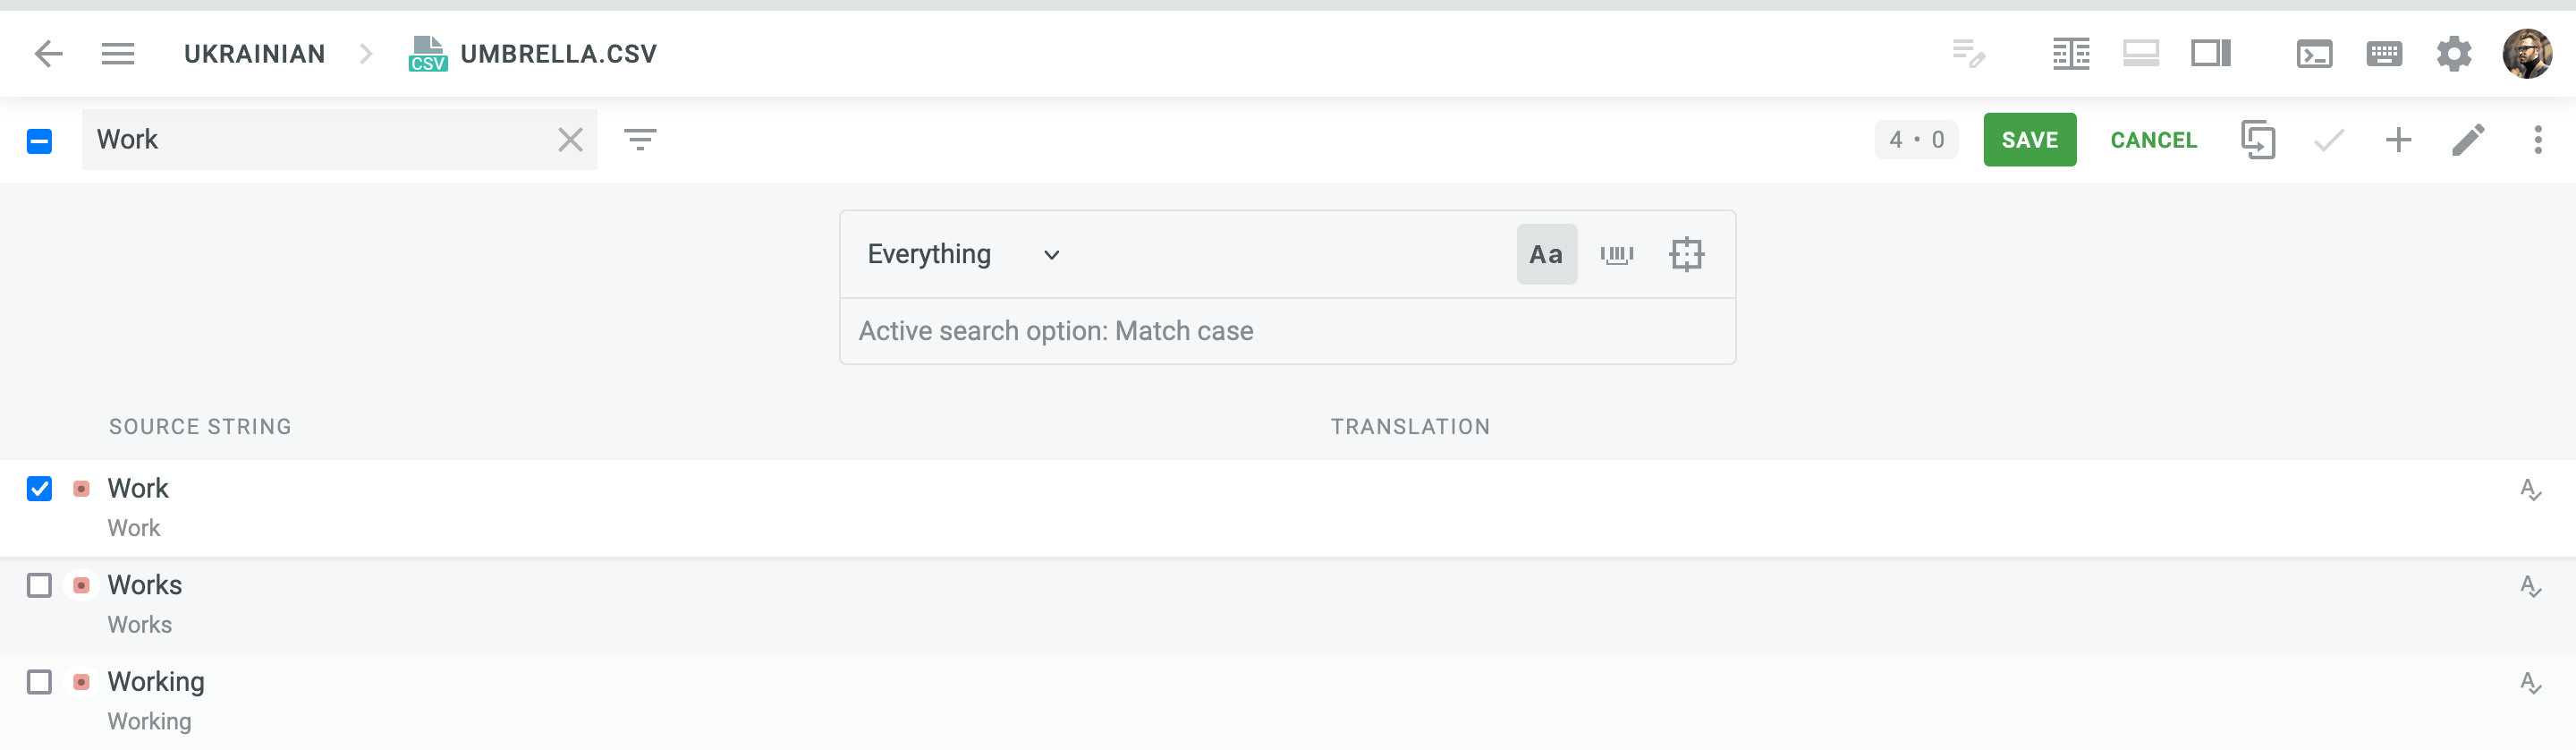 UKRAINIAN
CSV
UMBRELLA.CSV
Work
4 • 0
SAVE
CANCEL
Everything
Aa
Active search option: Match case
SOURCE STRING
TRANSLATION
Work
Work
Works
Works
Working
Working